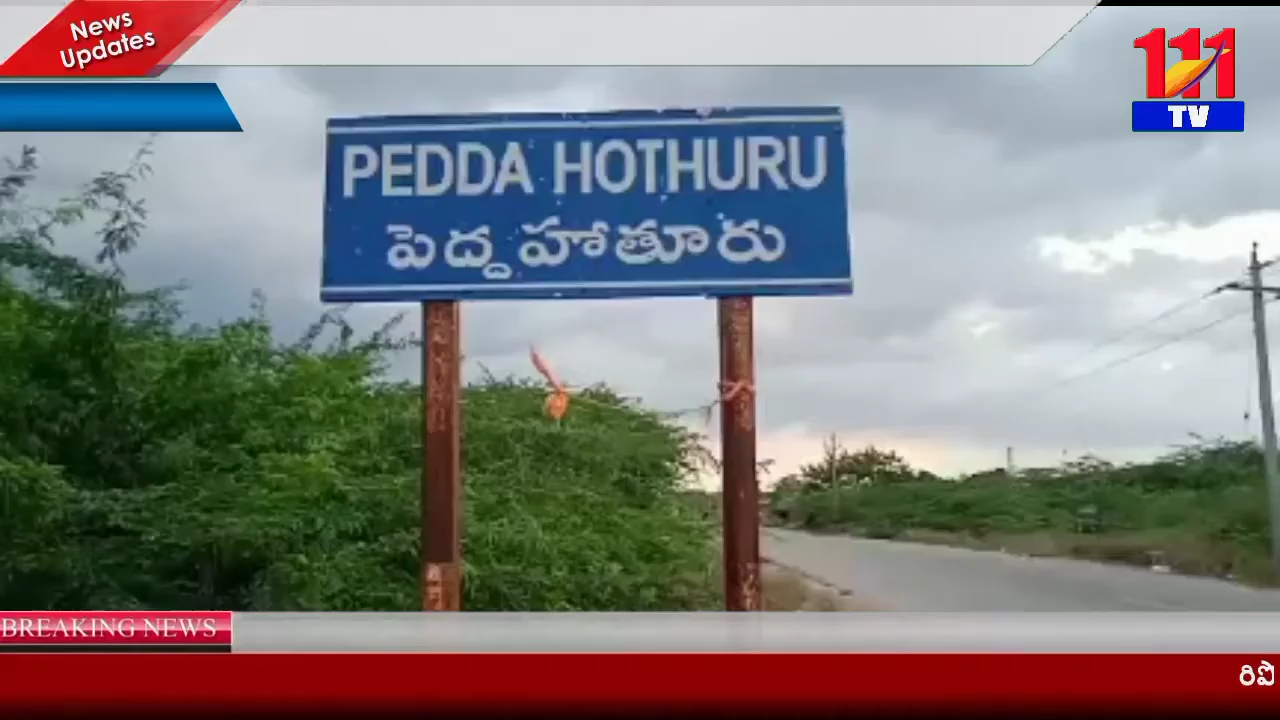 News
Updates
111
TV
PEDDA HOTHURU
పెద్దహోతూరు
BREAKING NEWS
రిపో